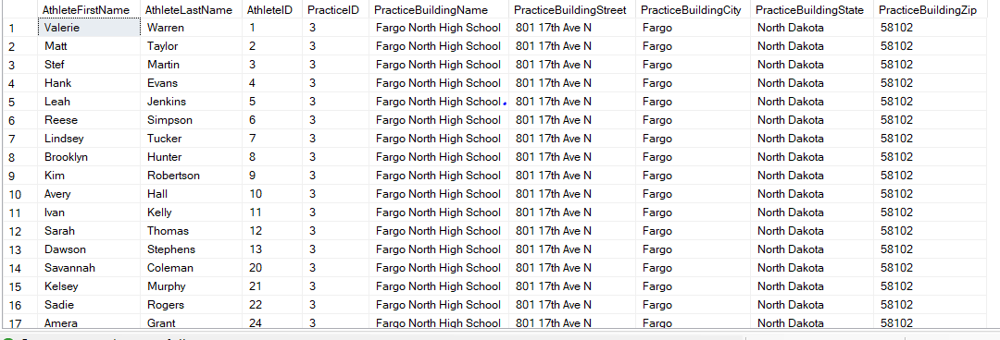 AthleteFirstName AthleteLastName AthleteID PracticeID PracticeBuildingName PracticeBuildingStreet PracticeBuildingCity PracticeBuildingState PracticeBuildingZip
1 Valerie Warren 1 3 Fargo North High School 801 17th Ave N Fargo North Dakota 58102
2 Matt Taylor 2 3 Fargo North High School 801 17th Ave N Fargo North Dakota 58102
3 Stef Martin 3 3 Fargo North High School 801 17th Ave N Fargo North Dakota 58102
4 Hank Evans 4 3 Fargo North High School 801 17th Ave N Fargo North Dakota 58102
5 Leah Jenkins 5 3 Fargo North High School 801 17th Ave N Fargo North Dakota 58102
6 Reese Simpson 6 3 Fargo North High School 801 17th Ave N Fargo North Dakota 58102
7 Lindsey Tucker 7 3 Fargo North High School 801 17th Ave N Fargo North Dakota 58102
8 Brooklyn Hunter 8 3 Fargo North High School 801 17th Ave N Fargo North Dakota 58102
9 Kim Robertson 9 3 Fargo North High School 801 17th Ave N Fargo North Dakota 58102
10 Avery Hall 10 3 Fargo North High School 801 17th Ave N Fargo North Dakota 58102
11 Ivan Kelly 11 3 Fargo North High School 801 17th Ave N Fargo North Dakota 58102
12 Sarah Thomas 12 3 Fargo North High School 801 17th Ave N Fargo North Dakota 58102
13 Dawson Stephens 13 3 Fargo North High School 801 17th Ave N Fargo North Dakota 58102
14 Savannah Coleman 20 3 Fargo North High School 801 17th Ave N Fargo North Dakota 58102
15 Kelsey Murphy 21 3 Fargo North High School 801 17th Ave N Fargo North Dakota 58102
16 Sadie Rogers 22 3 Fargo North High School 801 17th Ave N Fargo North Dakota 58102
17 Amera Grant 24 3 Fargo North High School 801 17th Ave N Fargo North Dakota 58102